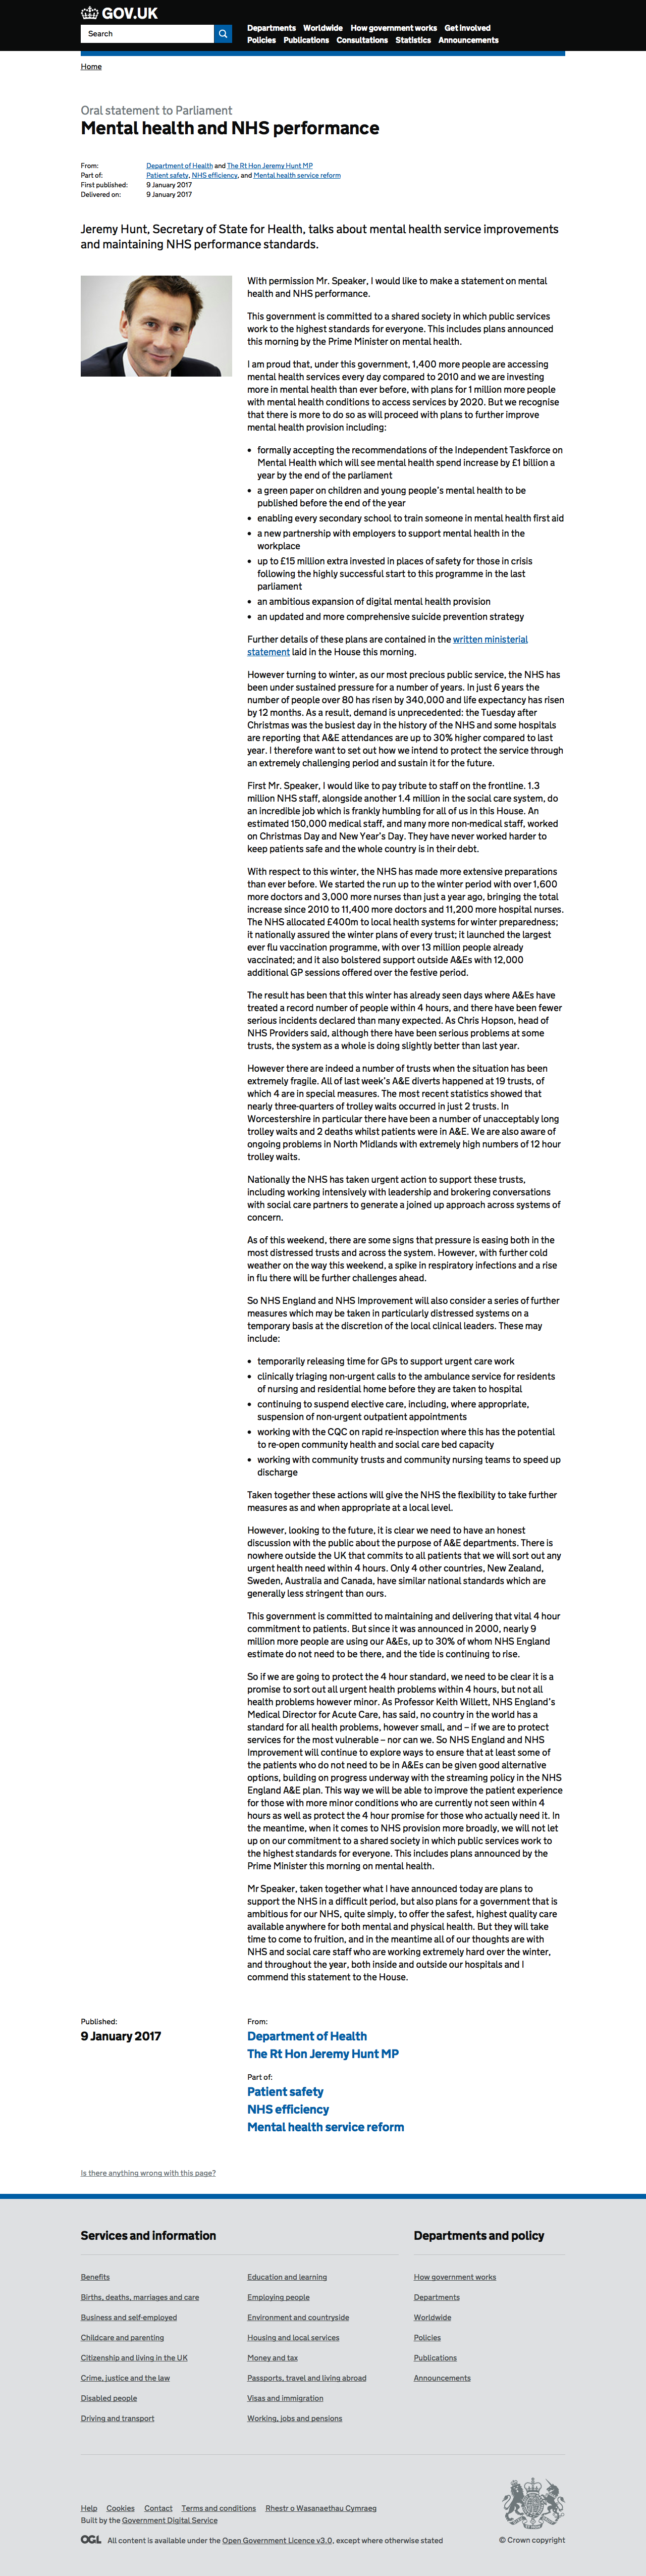 GOV.UK
Search
Departments Worldwide How government works Get involved
Policies Publications Consultations Statistics Announcements
Home
Oral statement to Parliament
Mental health and NHS performance
From: Department of Health and The Rt Hon Jeremy Hunt MP
Part of: Patient safety, NHS efficiency, and Mental health service reform
First published: 9 January 2017
Delivered on: 9 January 2017
Jeremy Hunt, Secretary of State for Health, talks about mental health service improvements
and maintaining NHS performance standards.
With permission Mr. Speaker, I would like to make a statement on mental
health and NHS performance.
This government is committed to a shared society in which public services
work to the highest standards for everyone. This includes plans announced
this morning by the Prime Minister on mental health.
I am proud that, under this government, 1,400 more people are accessing
mental health services every day compared to 2010 and we are investing
more in mental health than ever before, with plans for 1 million more people
with mental health conditions to access services by 2020. But we recognise
that there is more to do so as will proceed with plans to further improve
mental health provision including:
• formally accepting the recommendations of the Independent Taskforce on
Mental Health which will see mental health spend increase by £1 billion a
year by the end of the parliament
• a green paper on children and young people's mental health to be
published before the end of the year
• enabling every secondary school to train someone in mental health first aid
• a new partnership with employers to support mental health in the
workplace
• up to £15 million extra invested in places of safety for those in crisis
following the highly successful start to this programme in the last
parliament
• an ambitious expansion of digital mental health provision
• an updated and more comprehensive suicide prevention strategy
Further details of these plans are contained in the written ministerial
statement laid in the House this morning.
However turning to winter, as our most precious public service, the NHS has
been under sustained pressure for a number of years. In just 6 years the
number of people over 80 has risen by 340,000 and life expectancy has risen
by 12 months. As a result, demand is unprecedented: the Tuesday after
Christmas was the busiest day in the history of the NHS and some hospitals
are reporting that A&E attendances are up to 30% higher compared to last
year. I therefore want to set out how we intend to protect the service through
an extremely challenging period and sustain it for the future.
First Mr. Speaker, I would like to pay tribute to staff on the frontline. 1.3
million NHS staff, alongside another 1.4 million in the social care system, do
an incredible job which is frankly humbling for all of us in this House. An
estimated 150,000 medical staff, and many more non-medical staff, worked
on Christmas Day and New Year's Day. They have never worked harder to
keep patients safe and the whole country is in their debt.
With respect to this winter, the NHS has made more extensive preparations
than ever before. We started the run up to the winter period with over 1,600
more doctors and 3,000 more nurses than just a year ago, bringing the total
increase since 2010 to 11,400 more doctors and 11,200 more hospital nurses.
The NHS allocated £400m to local health systems for winter preparedness;
it nationally assured the winter plans of every trust; it launched the largest
ever flu vaccination programme, with over 13 million people already
vaccinated; and it also bolstered support outside A&Es with 12,000
additional GP sessions offered over the festive period.
The result has been that this winter has already seen days where A&Es have
treated a record number of people within 4 hours, and there have been fewer
serious incidents declared than many expected. As Chris Hopson, head of
NHS Providers said, although there have been serious problems at some
trusts, the system as a whole is doing slightly better than last year.
However there are indeed a number of trusts when the situation has been
extremely fragile. All of last week's A&E diverts happened at 19 trusts, of
which 4 are in special measures. The most recent statistics showed that
nearly three-quarters of trolley waits occurred in just 2 trusts. In
Worcestershire in particular there have been a number of unacceptably long
trolley waits and 2 deaths whilst patients were in A&E. We are also aware of
ongoing problems in North Midlands with extremely high numbers of 12 hour
trolley waits.
Nationally the NHS has taken urgent action to support these trusts,
including working intensively with leadership and brokering conversations
with social care partners to generate a joined up approach across systems of
concern.
As of this weekend, there are some signs that pressure is easing both in the
most distressed trusts and across the system. However, with further cold
weather on the way this weekend, a spike in respiratory infections and a rise
in flu there will be further challenges ahead.
So NHS England and NHS Improvement will also consider a series of further
measures which may be taken in particularly distressed systems on a
temporary basis at the discretion of the local clinical leaders. These may
include:
• temporarily releasing time for GPs to support urgent care work
• clinically triaging non-urgent calls to the ambulance service for residents
of nursing and residential home before they are taken to hospital
• continuing to suspend elective care, including, where appropriate,
suspension of non-urgent outpatient appointments
• working with the CQC on rapid re-inspection where this has the potential
to re-open community health and social care bed capacity
• working with community trusts and community nursing teams to speed up
discharge
Taken together these actions will give the NHS the flexibility to take further
measures as and when appropriate at a local level.
However, looking to the future, it is clear we need to have an honest
discussion with the public about the purpose of A&E departments. There is
nowhere outside the UK that commits to all patients that we will sort out any
urgent health need within 4 hours. Only 4 other countries, New Zealand,
Sweden, Australia and Canada, have similar national standards which are
generally less stringent than ours.
This government is committed to maintaining and delivering that vital 4 hour
commitment to patients. But since it was announced in 2000, nearly 9
million more people are using our A&Es, up to 30% of whom NHS England
estimate do not need to be there, and the tide is continuing to rise.
So if we are going to protect the 4 hour standard, we need to be clear it is a
promise to sort out all urgent health problems within 4 hours, but not all
health problems however minor. As Professor Keith Willett, NHS England's
Medical Director for Acute Care, has said, no country in the world has a
standard for all health problems, however small, and – if we are to protect
services for the most vulnerable – nor can we. So NHS England and NHS
Improvement will continue to explore ways to ensure that at least some of
the patients who do not need to be in A&Es can be given good alternative
options, building on progress underway with the streaming policy in the NHS
England A&E plan. This way we will be able to improve the patient experience
for those with more minor conditions who are currently not seen within 4
hours as well as protect the 4 hour promise for those who actually need it. In
the meantime, when it comes to NHS provision more broadly, we will not let
up on our commitment to a shared society in which public services work to
the highest standards for everyone. This includes plans announced by the
Prime Minister this morning on mental health.
Mr Speaker, taken together what I have announced today are plans to
support the NHS in a difficult period, but also plans for a government that is
ambitious for our NHS, quite simply, to offer the safest, highest quality care
available anywhere for both mental and physical health. But they will take
time to come to fruition, and in the meantime all of our thoughts are with
NHS and social care staff who are working extremely hard over the winter,
and throughout the year, both inside and outside our hospitals and I
commend this statement to the House.
Published:
9 January 2017
From:
Department of Health
The Rt Hon Jeremy Hunt MP
Part of:
Patient safety
NHS efficiency
Mental health service reform
Is there anything wrong with this page?
Services and information
Benefits
Births, deaths, marriages and care
Business and self-employed
Childcare and parenting
Citizenship and living in the UK
Crime, justice and the law
Disabled people
Driving and transport
Education and learning
Employing people
Environment and countryside
Housing and local services
Money and tax
Passports, travel and living abroad
Visas and immigration
Working, jobs and pensions
Departments and policy
How government works
Departments
Worldwide
Policies
Publications
Announcements
Help Cookies Contact Terms and conditions Rhestr o Wasanaethau Cymraeg
Built by the Government Digital Service
OGL All content is available under the Open Government Licence v3.0, except where otherwise stated
© Crown copyright